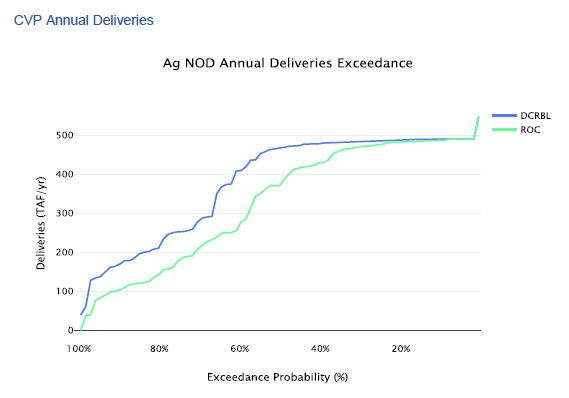 CVP Annual Deliveries
Ag NOD Annual Deliveries Exceedance
DCRBL
ROC
500
400
300
200
100
0
Deliveries (TAF/yr)
100%
80%
60%
40%
20%
Exceedance Probability (%)